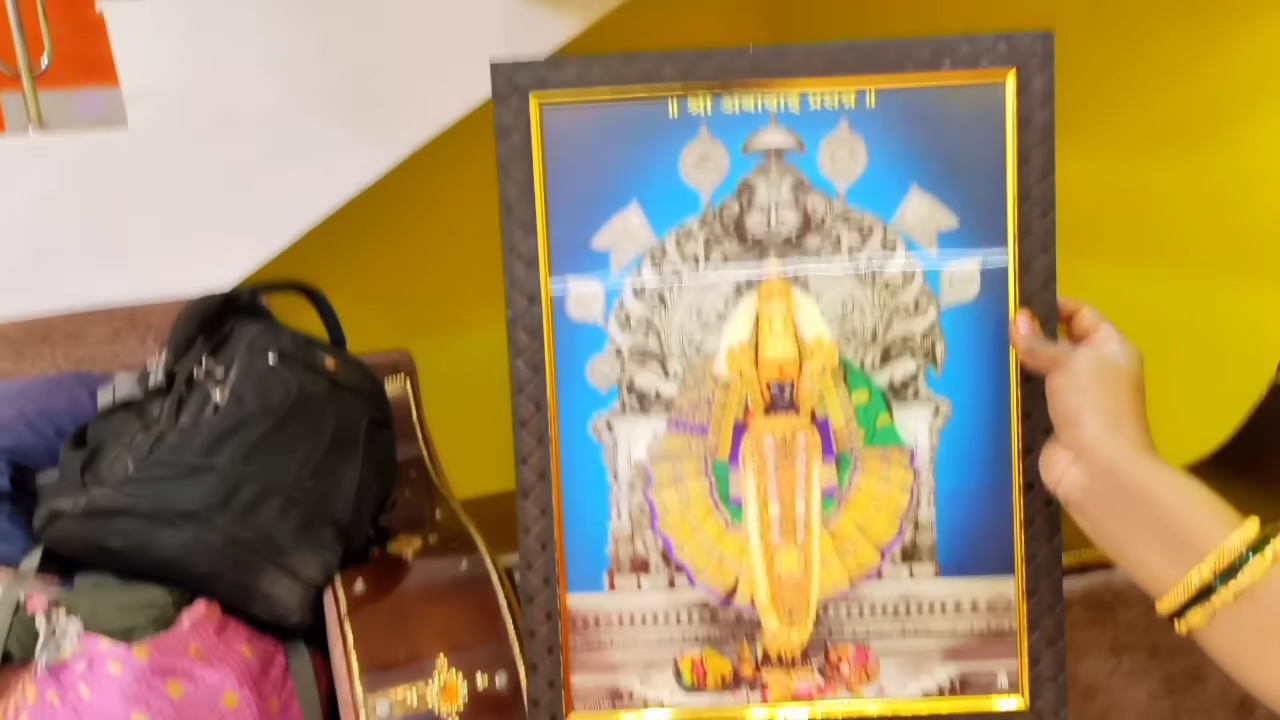 ॥ श्री अंबाबाई प्रसन्न ॥